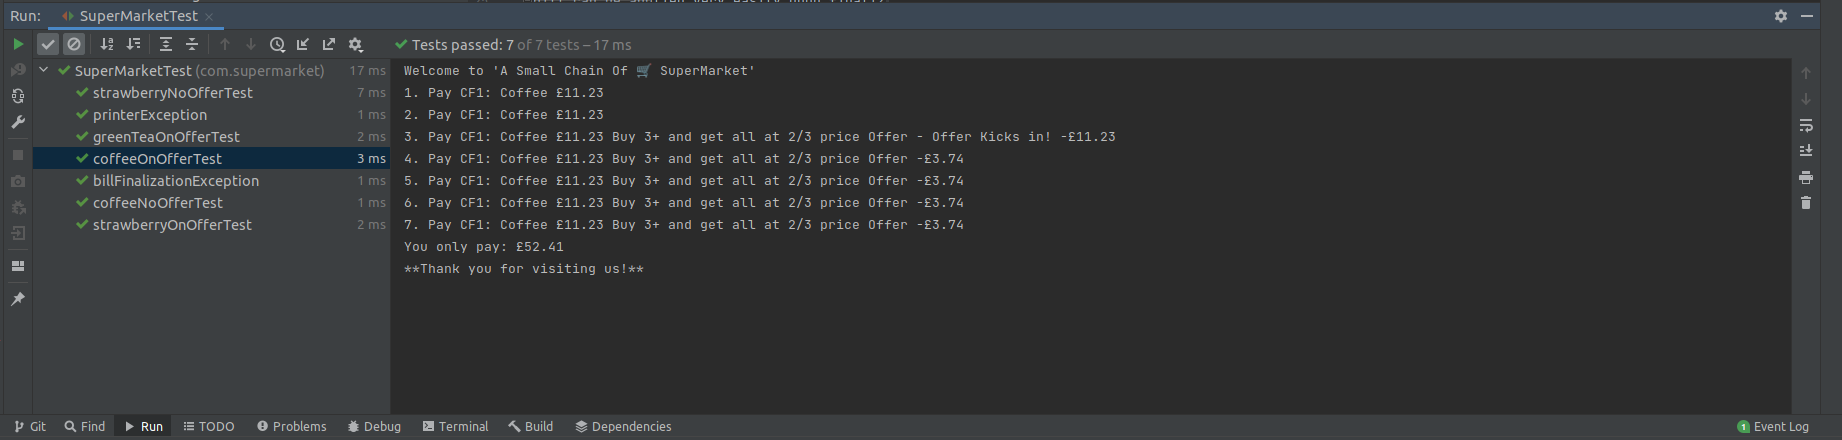 Run: SuperMarketTest
Tests passed: 7 of 7 tests – 17 ms
SuperMarketTest (com.supermarket) 17 ms
strawberryNoOfferTest 7 ms
printerException 1 ms
greenTeaOnOfferTest 2 ms
coffeeOnOfferTest 3 ms
billFinalizationException 1 ms
coffeeNoOfferTest 1 ms
strawberryOnOfferTest 2 ms
Welcome to 'A Small Chain Of 🛒 SuperMarket'
1. Pay CF1: Coffee £11.23
2. Pay CF1: Coffee £11.23
3. Pay CF1: Coffee £11.23 Buy 3+ and get all at 2/3 price Offer - Offer Kicks in! -£11.23
4. Pay CF1: Coffee £11.23 Buy 3+ and get all at 2/3 price Offer -£3.74
5. Pay CF1: Coffee £11.23 Buy 3+ and get all at 2/3 price Offer -£3.74
6. Pay CF1: Coffee £11.23 Buy 3+ and get all at 2/3 price Offer -£3.74
7. Pay CF1: Coffee £11.23 Buy 3+ and get all at 2/3 price Offer -£3.74
You only pay: £52.41
**Thank you for visiting us!**
Git Find Run TODO Problems Debug Terminal Build Dependencies 1 Event Log